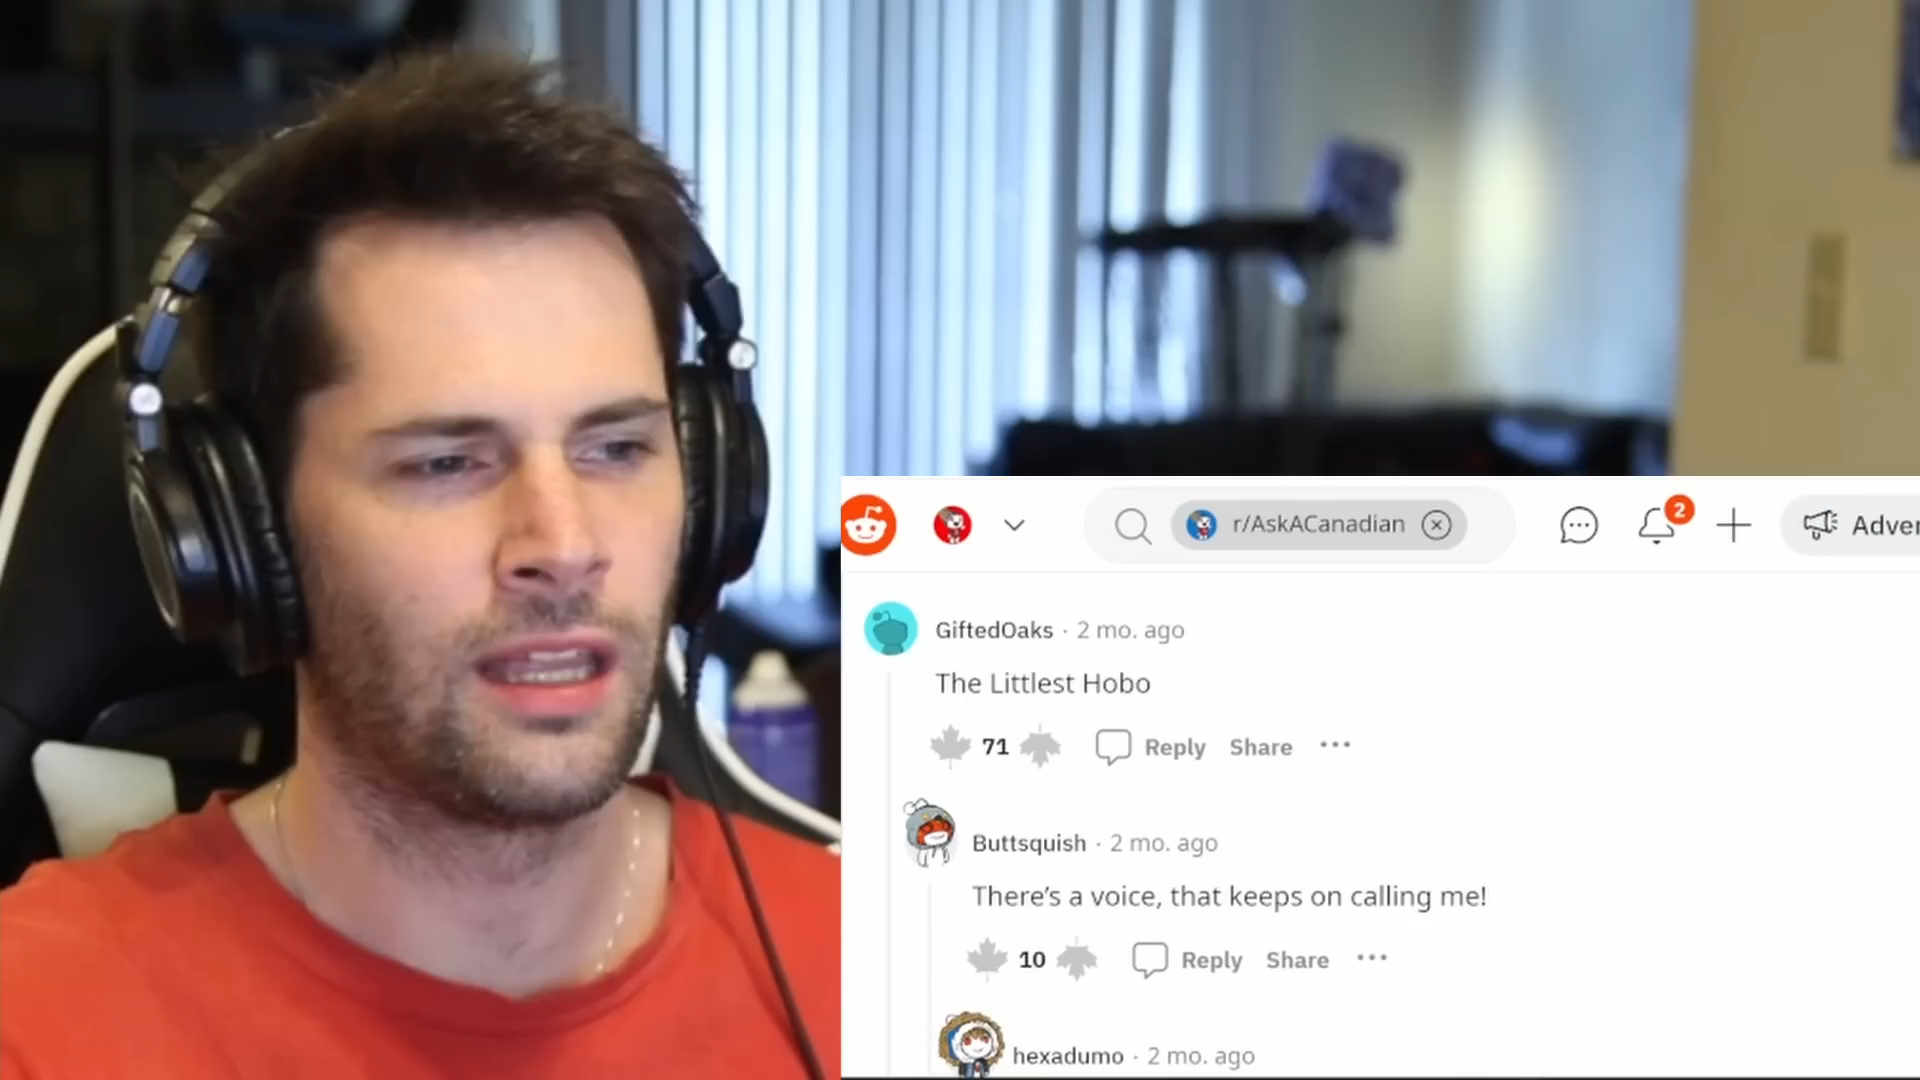 r/AskACanadian
2
Adver
GiftedOaks · 2 mo. ago
The Littlest Hobo
71 Reply Share ···
Buttsquish · 2 mo. ago
There's a voice, that keeps on calling me!
10 Reply Share ···
hexadumo · 2 mo. ago